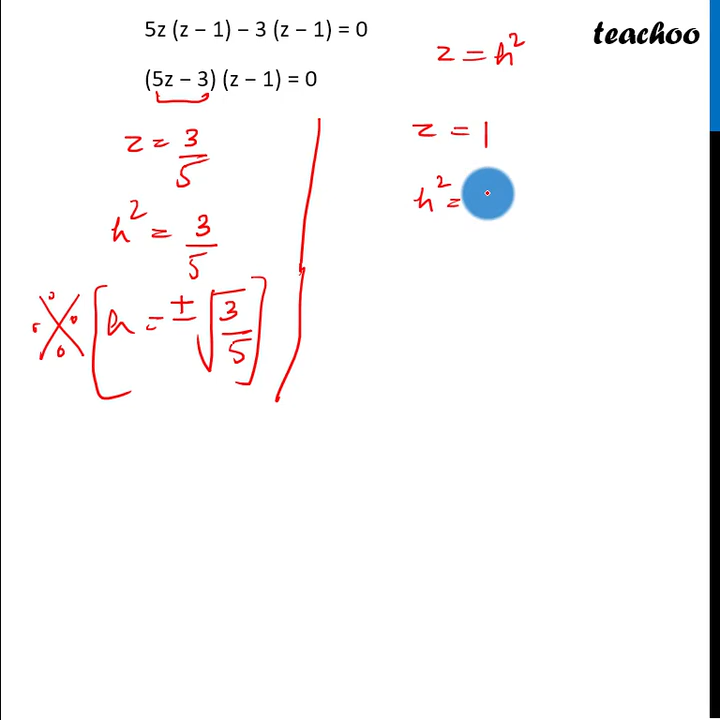 teachoo
5z (z – 1) – 3 (z – 1) = 0
z = h²
(5z – 3) (z – 1) = 0
z = 3/5
h² = 3/5
[h = ± √3/5]
z = 1
h² =